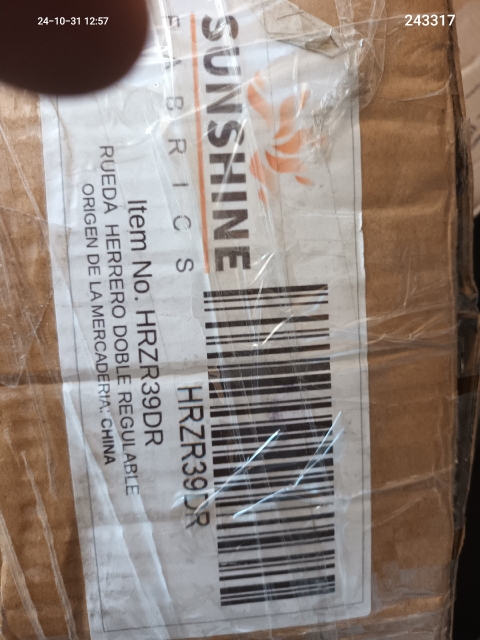 24-10-31 12:57
243317
SUNSHINE
FABRICS
HRZR39DR
Item No. HRZR39DR
RUEDA HERRERO DOBLE REGULABLE
ORIGEN DE LA MERCADERIA: CHINA